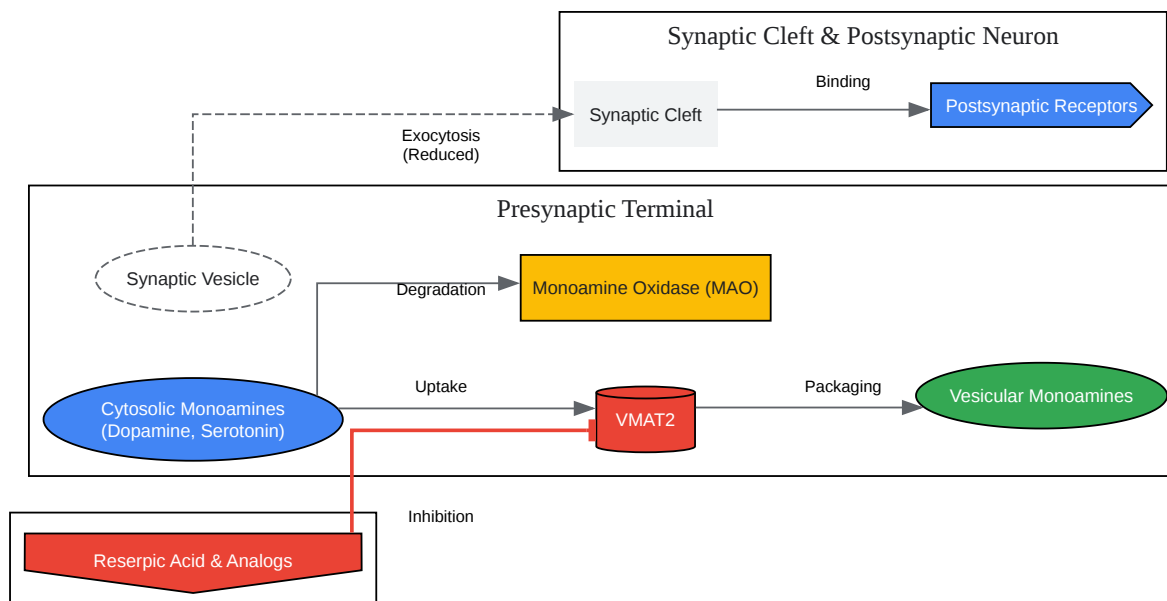 Synaptic Cleft & Postsynaptic Neuron
Binding
Synaptic Cleft
Postsynaptic Receptors
Exocytosis
(Reduced)
Presynaptic Terminal
Synaptic Vesicle
Degradation
Monoamine Oxidase (MAO)
Uptake
Packaging
Cytosolic Monoamines
(Dopamine, Serotonin)
VMAT2
Vesicular Monoamines
Inhibition
Reserpic Acid & Analogs